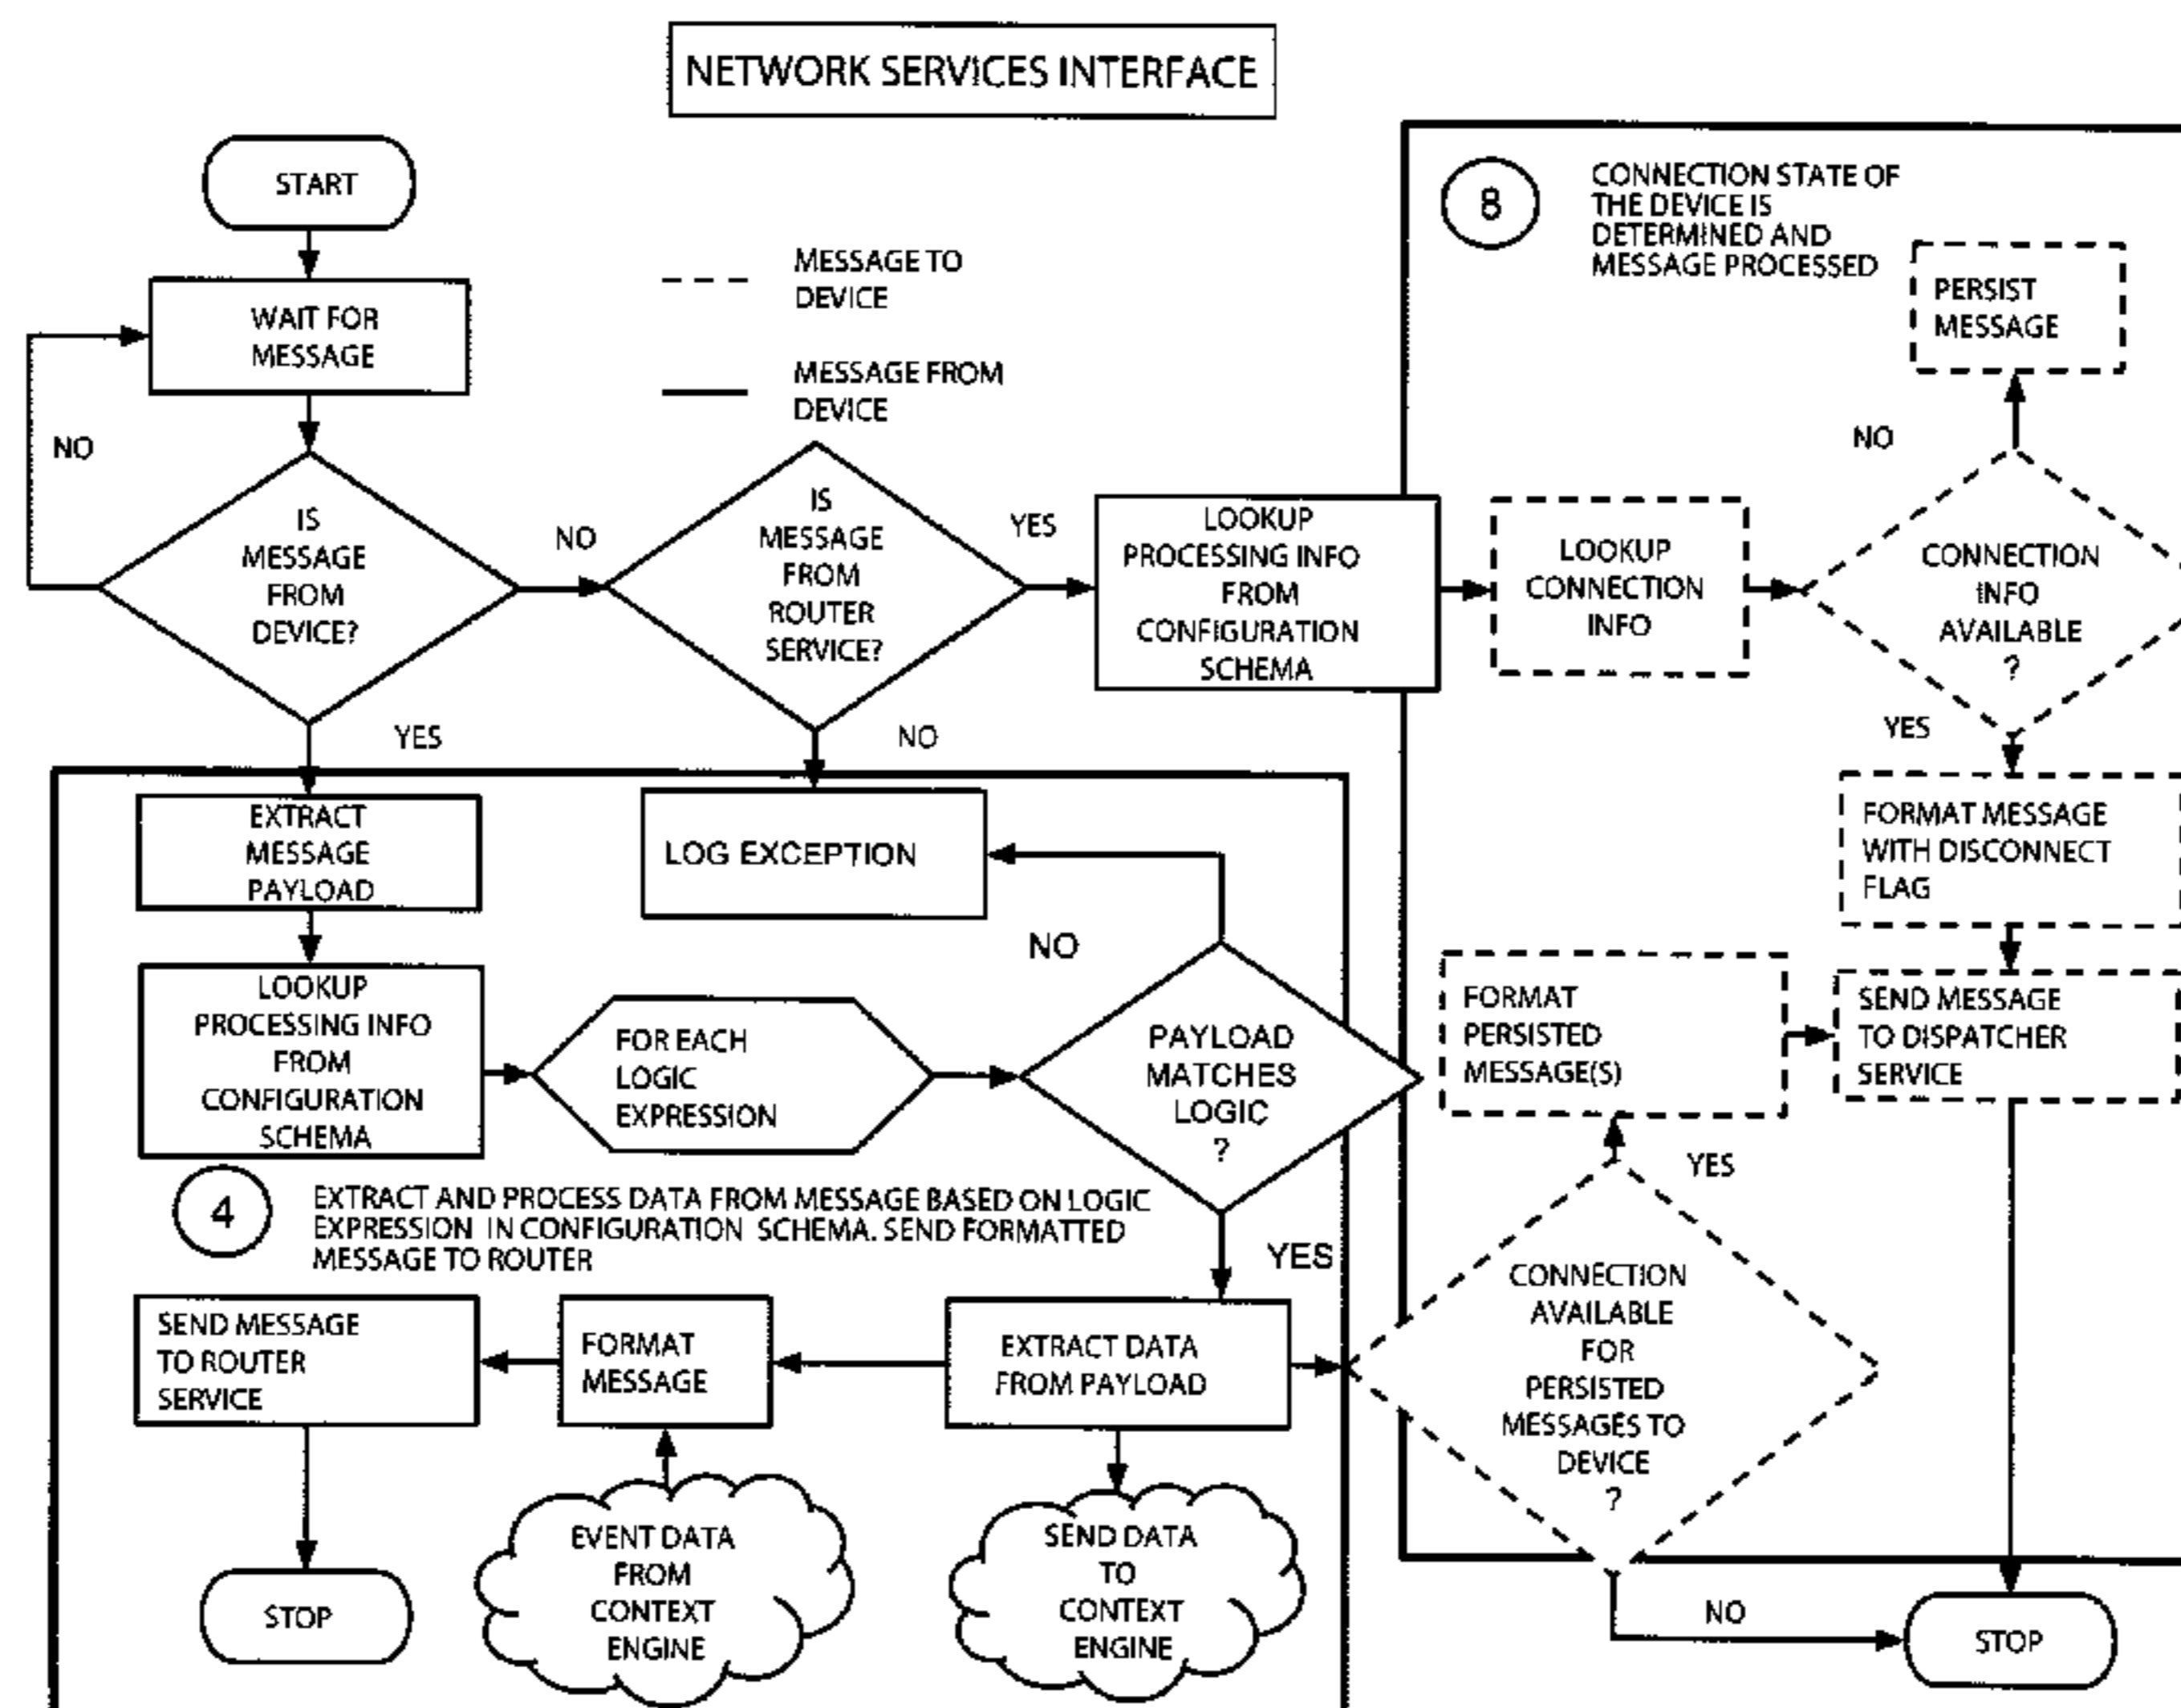 NETWORK SERVICES INTERFACE
START
WAIT FOR
MESSAGE
MESSAGE TO
DEVICE
MESSAGE FROM
DEVICE
8
CONNECTION STATE OF
THE DEVICE IS
DETERMINED AND
MESSAGE PROCESSED
PERSIST
MESSAGE
NO
NO
IS
MESSAGE
FROM
DEVICE?
NO
IS
MESSAGE
FROM
ROUTER
SERVICE?
YES
LOOKUP
PROCESSING INFO
FROM
CONFIGURATION
SCHEMA
LOOKUP
CONNECTION
INFO
CONNECTION
INFO
AVAILABLE
?
YES
NO
YES
EXTRACT
MESSAGE
PAYLOAD
LOG EXCEPTION
FORMAT MESSAGE
WITH DISCONNECT
FLAG
NO
LOOKUP
PROCESSING INFO
FROM
CONFIGURATION
SCHEMA
FOR EACH
LOGIC
EXPRESSION
PAYLOAD
MATCHES
LOGIC
?
FORMAT
PERSISTED
MESSAGE(S)
SEND MESSAGE
TO DISPATCHER
SERVICE
YES
4
EXTRACT AND PROCESS DATA FROM MESSAGE BASED ON LOGIC
EXPRESSION IN CONFIGURATION SCHEMA. SEND FORMATTED
MESSAGE TO ROUTER
YES
SEND MESSAGE
TO ROUTER
SERVICE
FORMAT
MESSAGE
EXTRACT DATA
FROM PAYLOAD
CONNECTION
AVAILABLE
FOR
PERSISTED
MESSAGES TO
DEVICE
?
STOP
EVENT DATA
FROM
CONTEXT
ENGINE
SEND DATA
TO
CONTEXT
ENGINE
NO
STOP